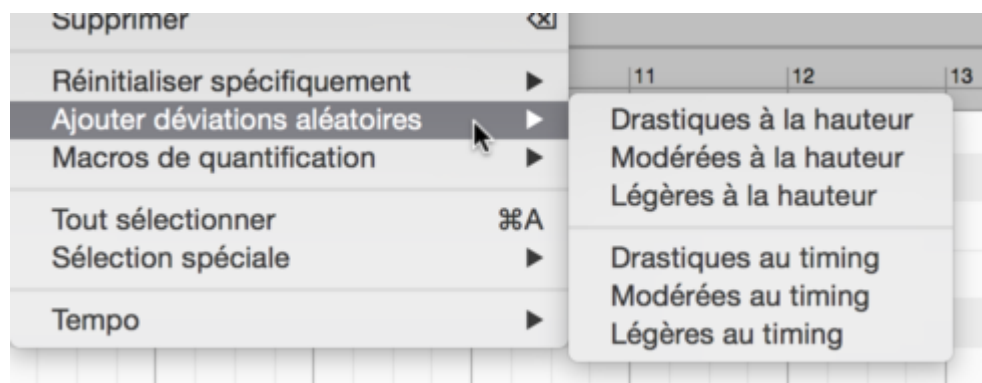 Supprimer ⌫
11 12 13
Réinitialiser spécifiquement ▶
Ajouter déviations aléatoires ▶
Macros de quantification ▶
Tout sélectionner ⌘A
Sélection spéciale ▶
Tempo ▶
Drastiques à la hauteur
Modérées à la hauteur
Légères à la hauteur
Drastiques au timing
Modérées au timing
Légères au timing